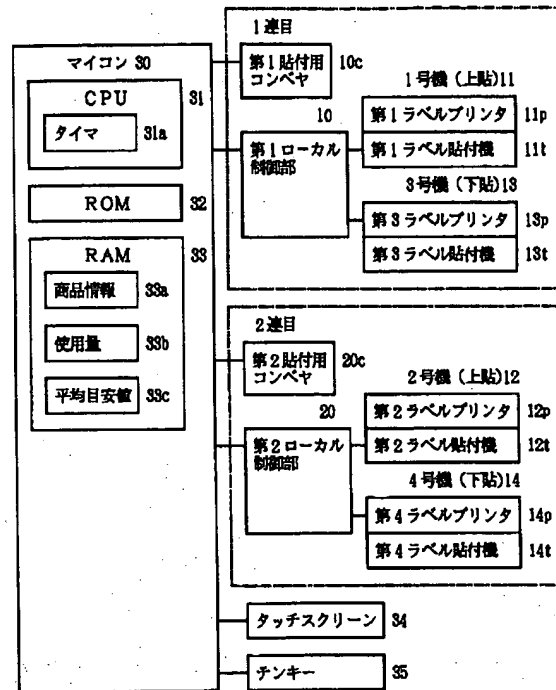 マイコン 30
CPU 31
タイマ 31a
ROM 32
RAM 33
商品情報 33a
使用量 33b
平均目安値 33c
1連目
第1貼付用
コンベヤ 10c
10
第1ローカル
制御部
1号機(上貼)11
第1ラベルプリンタ 11p
第1ラベル貼付機 11t
3号機(下貼)13
第3ラベルプリンタ 13p
第3ラベル貼付機 13t
2連目
第2貼付用
コンベヤ 20c
20
第2ローカル
制御部
2号機(上貼)12
第2ラベルプリンタ 12p
第2ラベル貼付機 12t
4号機(下貼)14
第4ラベルプリンタ 14p
第4ラベル貼付機 14t
タッチスクリーン 34
テンキー 35